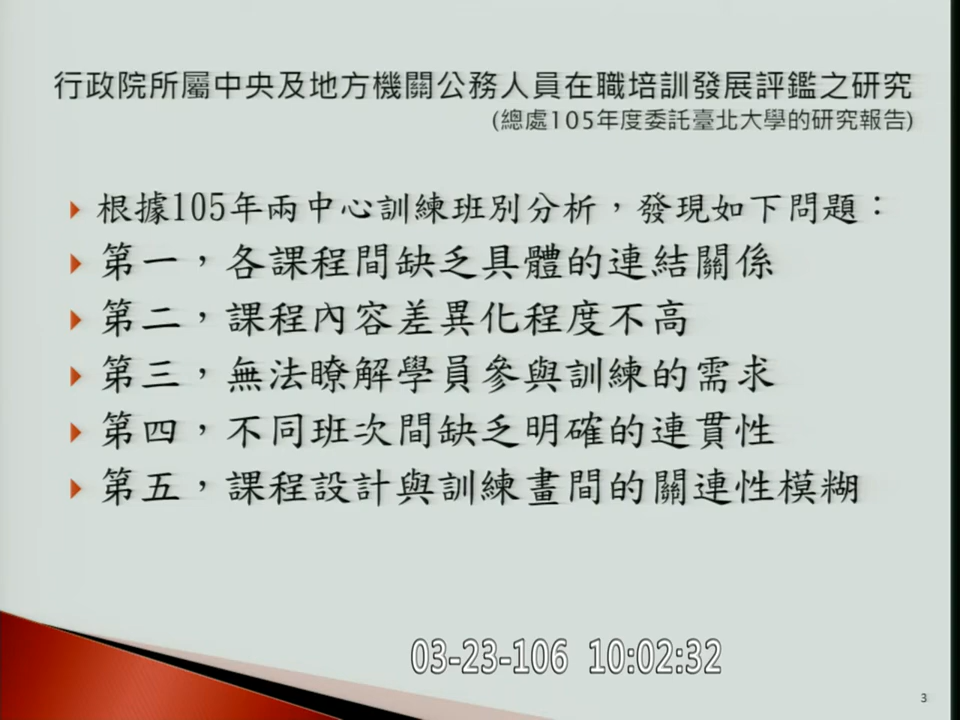 行政院所屬中央及地方機關公務人員在職培訓發展評鑑之研究
(總處105年度委託臺北大學的研究報告)
根據105年兩中心訓練班別分析，發現如下問題：
第一，各課程間缺乏具體的連結關係
第二，課程內容差異化程度不高
第三，無法瞭解學員參與訓練的需求
第四，不同班次間缺乏明確的連貫性
第五，課程設計與訓練畫間的關連性模糊
03-23-106 10:02:32
3